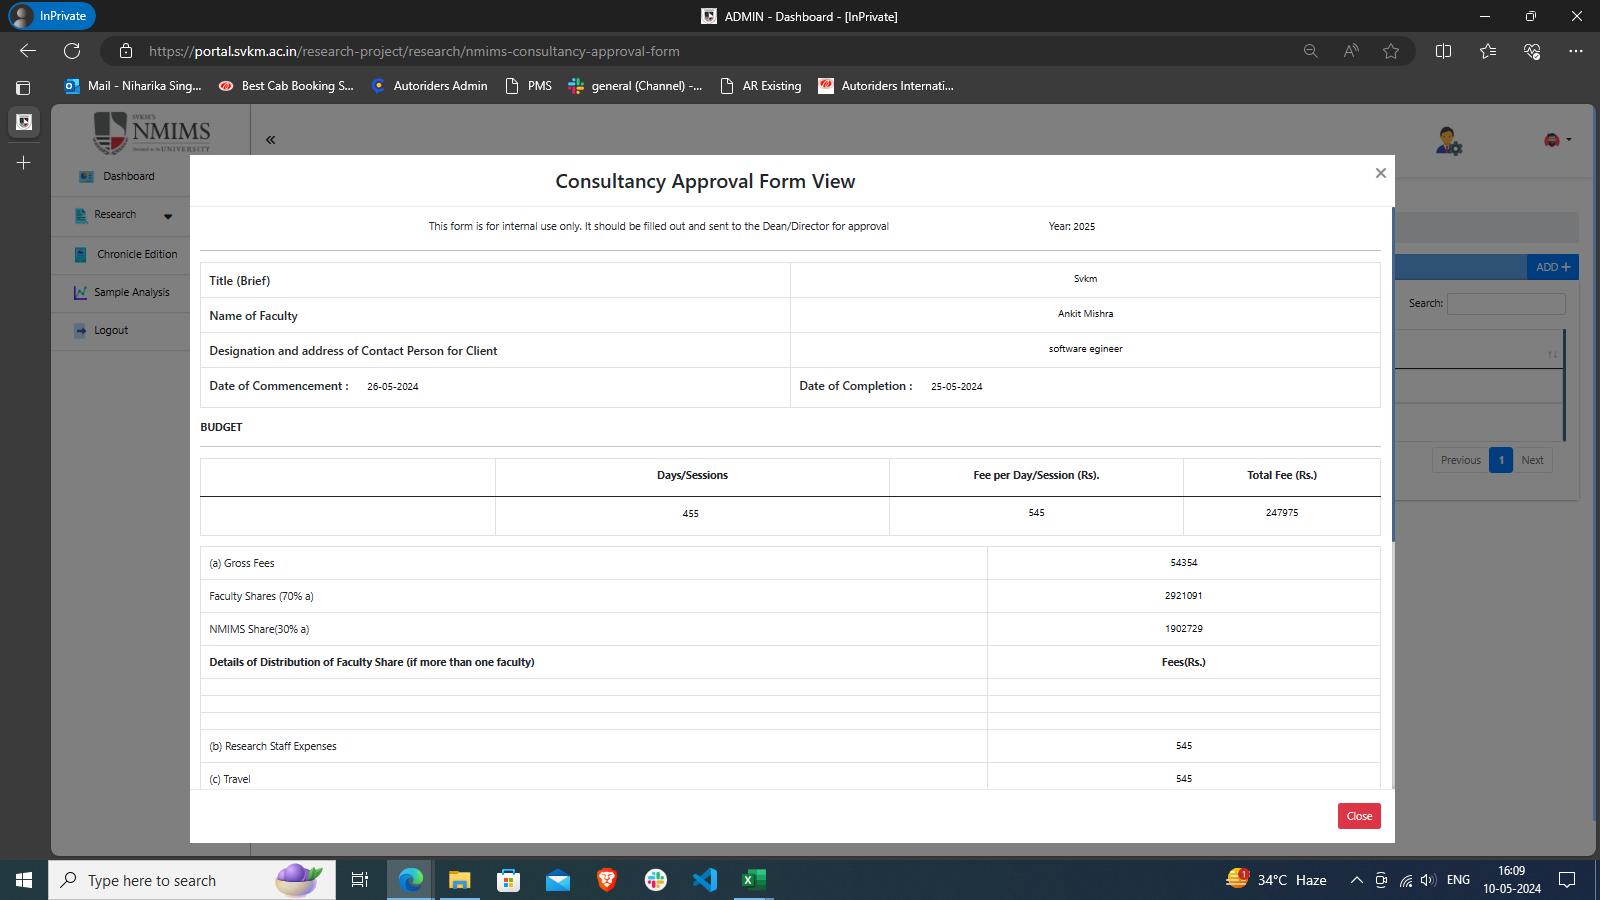 InPrivate
ADMIN - Dashboard - [InPrivate]
https://portal.svkm.ac.in/research-project/research/nmims-consultancy-approval-form
Mail - Niharika Sing...
Best Cab Booking S...
Autoriders Admin
PMS
general (Channel) -...
AR Existing
Autoriders Internati...
SVKM'S
NMIMS
UNIVERSITY
«
Dashboard
Research
Chronicle Edition
Sample Analysis
Logout
ADD +
Search:
Previous 1 Next
Consultancy Approval Form View
×
This form is for internal use only. It should be filled out and sent to the Dean/Director for approval
Year: 2025
Title (Brief) Svkm
Name of Faculty Ankit Mishra
Designation and address of Contact Person for Client software egineer
Date of Commencement : 26-05-2024 Date of Completion : 25-05-2024
BUDGET
Days/Sessions Fee per Day/Session (Rs). Total Fee (Rs.)
455 545 247975
(a) Gross Fees 54354
Faculty Shares (70% a) 2921091
NMIMS Share(30% a) 1902729
Details of Distribution of Faculty Share (if more than one faculty) Fees(Rs.)
(b) Research Staff Expenses 545
(c) Travel 545
Close
Type here to search
1
34°C Haze
ENG
16:09
10-05-2024